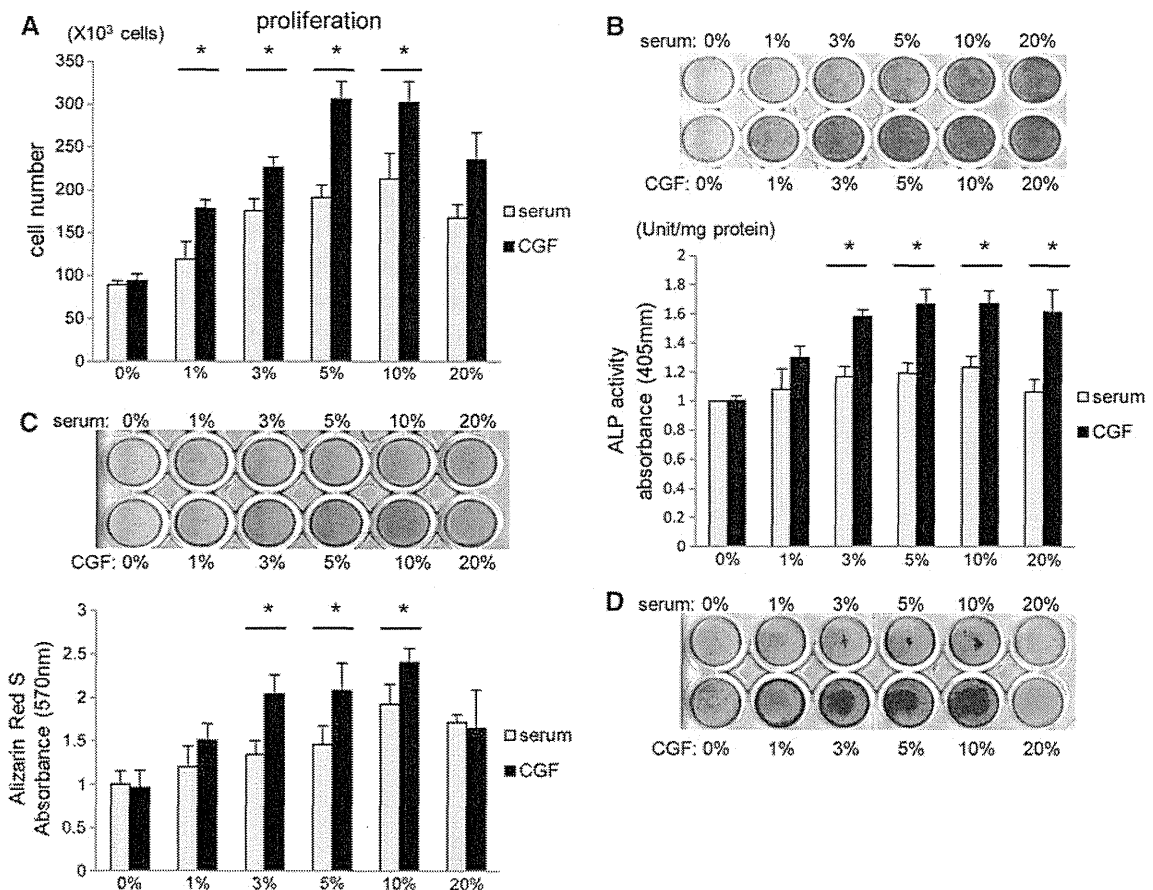 A
proliferation
(X10³ cells)
* * * *
cell number
350
300
250
200
150
100
50
0
0% 1% 3% 5% 10% 20%
serum
CGF
B
serum: 0% 1% 3% 5% 10% 20%
CGF: 0% 1% 3% 5% 10% 20%
(Unit/mg protein)
* * * *
ALP activity
absorbance (405mm)
2
1.8
1.6
1.4
1.2
1
0.8
0.6
0.4
0.2
0
0% 1% 3% 5% 10% 20%
serum
CGF
C
serum: 0% 1% 3% 5% 10% 20%
CGF: 0% 1% 3% 5% 10% 20%
* * *
Alizarin Red S
Absorbance (570nm)
3
2.5
2
1.5
1
0.5
0
0% 1% 3% 5% 10% 20%
serum
CGF
D
serum: 0% 1% 3% 5% 10% 20%
CGF: 0% 1% 3% 5% 10% 20%